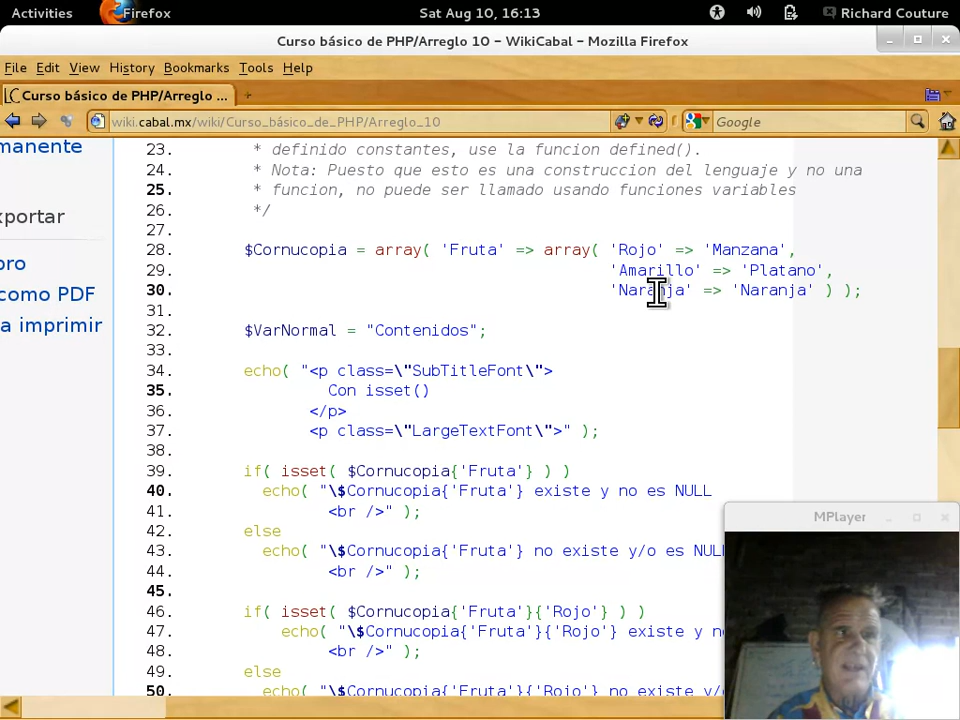 Activities
Firefox
Sat Aug 10, 16:13
Richard Couture
Curso básico de PHP/Arreglo 10 - WikiCabal - Mozilla Firefox
File Edit View History Bookmarks Tools Help
Curso básico de PHP/Arreglo ...
wiki.cabal.mx/wiki/Curso_básico_de_PHP/Arreglo_10
Google
manente
xportar
bro
como PDF
a imprimir
23. * definido constantes, use la funcion defined().
24. * Nota: Puesto que esto es una construccion del lenguaje y no una
25. * funcion, no puede ser llamado usando funciones variables
26. */
27.
28. $Cornucopia = array( 'Fruta' => array( 'Rojo' => 'Manzana',
29. 'Amarillo' => 'Platano',
30. 'Naranja' => 'Naranja' ) );
31.
32. $VarNormal = "Contenidos";
33.
34. echo( "<p class=\"SubTitleFont\">
35. Con isset()
36. </p>
37. <p class=\"LargeTextFont\">" );
38.
39. if( isset( $Cornucopia{'Fruta'} ) )
40. echo( "\$Cornucopia{'Fruta'} existe y no es NULL
41. <br />" );
42. else
43. echo( "\$Cornucopia{'Fruta'} no existe y/o es NULL
44. <br />" );
45.
46. if( isset( $Cornucopia{'Fruta'}{'Rojo'} ) )
47. echo( "\$Cornucopia{'Fruta'}{'Rojo'} existe y n
48. <br />" );
49. else
50. echo( "\$Cornucopia{'Fruta'}{'Rojo'} no existe y/
MPlayer